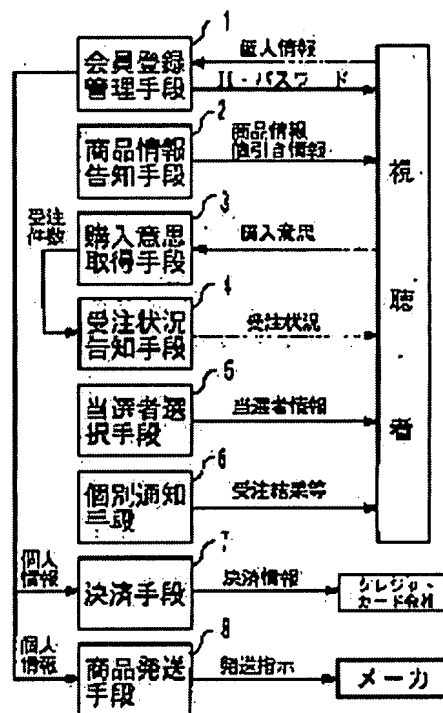 1
会員登録
管理手段
個人情報
ID・パスワード
2
商品情報
告知手段
商品情報
値引き情報
視聴者
受注
件数
3
購入意思
取得手段
購入意思
4
受注状況
告知手段
受注状況
5
当選者選
択手段
当選者情報
6
個別通知
手段
受注結果等
個人
情報
7
決済手段
決済情報
クレジット
カード会社
個人
情報
8
商品発送
手段
発送指示
メーカ